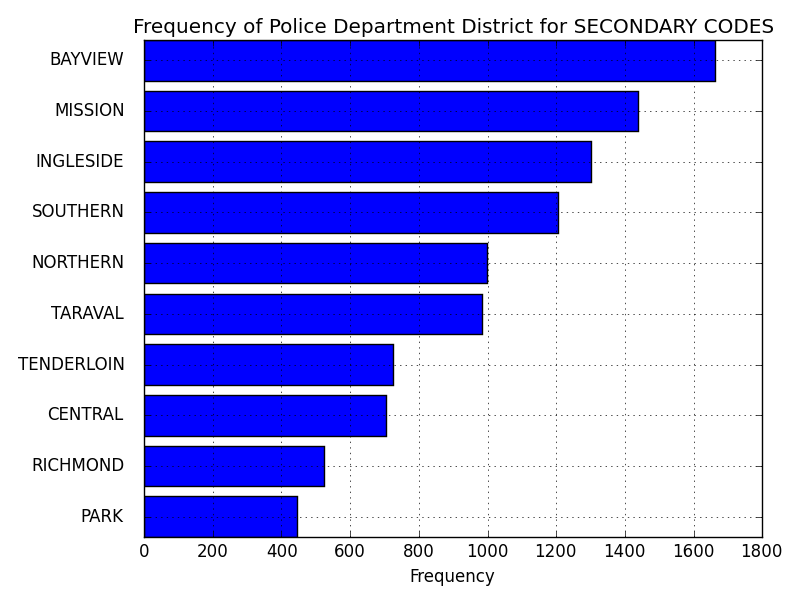 Frequency of Police Department District for SECONDARY CODES
BAYVIEW
MISSION
INGLESIDE
SOUTHERN
NORTHERN
TARAVAL
TENDERLOIN
CENTRAL
RICHMOND
PARK
0 200 400 600 800 1000 1200 1400 1600 1800
Frequency